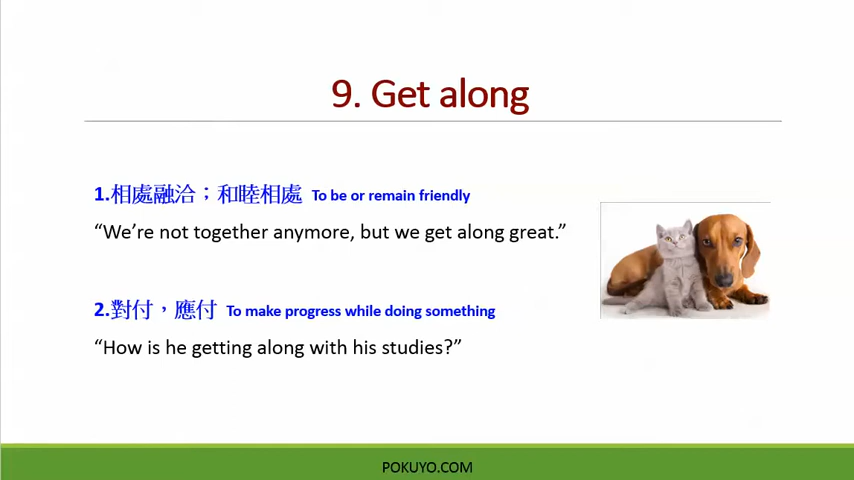 9. Get along
1.相處融洽；和睦相處 To be or remain friendly
“We’re not together anymore, but we get along great.”
2.對付，應付 To make progress while doing something
“How is he getting along with his studies?”
POKUYO.COM